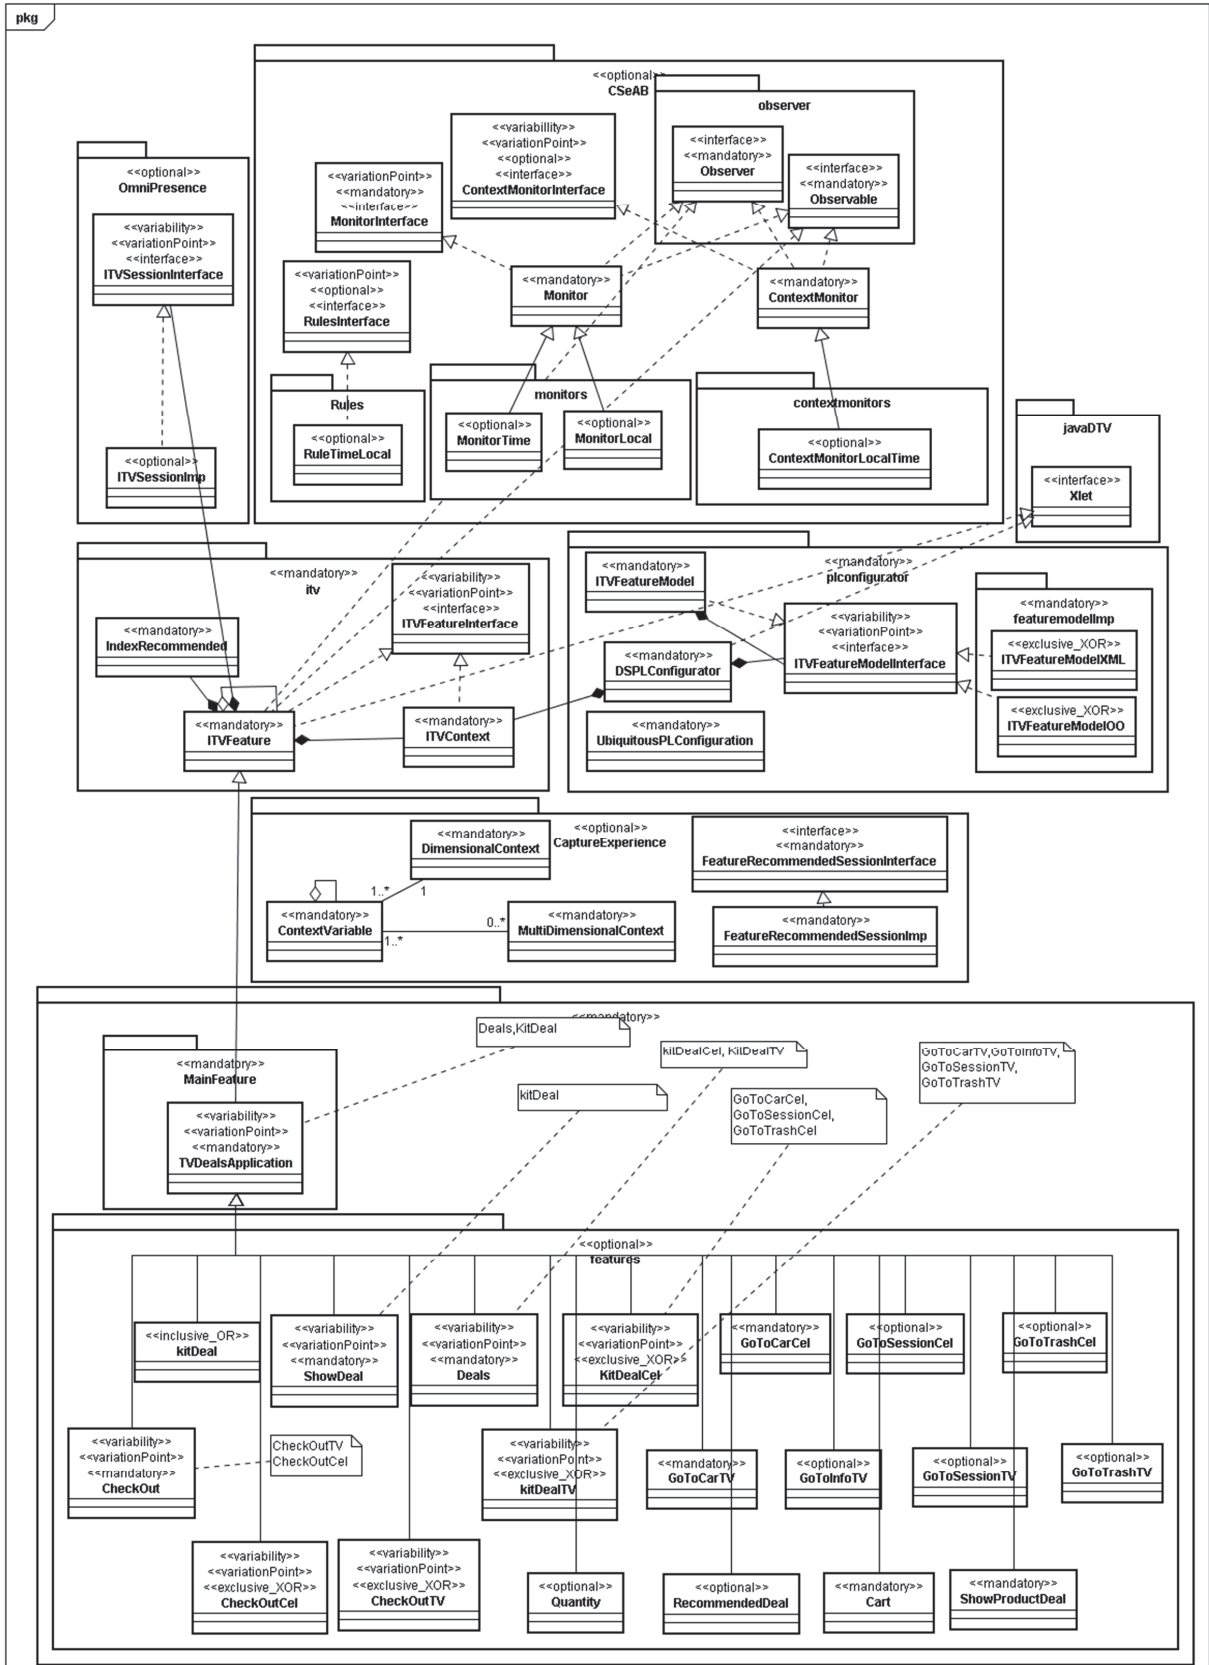 pkg
<<optional>>
CSeAB
observer
<<interface>>
<<mandatory>>
Observer
<<interface>>
<<mandatory>>
Observable
<<variabillity>>
<<variationPoint>>
<<optional>>
<<interface>>
ContextMonitorInterface
<<variationPoint>>
<<mandatory>>
<<interface>>
MonitorInterface
<<optional>>
OmniPresence
<<variability>>
<<variationPoint>>
<<interface>>
ITVSessionInterface
<<variationPoint>>
<<optional>>
<<interface>>
RulesInterface
<<mandatory>>
Monitor
<<mandatory>>
ContextMonitor
Rules
<<optional>>
RuleTimeLocal
monitors
<<optional>>
MonitorTime
<<optional>>
MonitorLocal
contextmonitors
<<optional>>
ContextMonitorLocalTime
<<optional>>
ITVSessionImp
javaDTV
<<interface>>
Xlet
<<mandatory>>
itv
<<variability>>
<<variationPoint>>
<<interface>>
ITVFeatureInterface
<<mandatory>>
IndexRecommended
<<mandatory>>
ITVFeature
<<mandatory>>
ITVContext
<<mandatory>>
plconfigurator
<<mandatory>>
ITVFeatureModel
<<variability>>
<<variationPoint>>
<<interface>>
ITVFeatureModelInterface
<<mandatory>>
DSPLConfigurator
<<mandatory>>
UbiquitousPLConfiguration
<<mandatory>>
featuremodelImp
<<exclusive_XOR>>
ITVFeatureModelXML
<<exclusive_XOR>>
ITVFeatureModelOO
<<optional>>
CaptureExperience
<<mandatory>>
DimensionalContext
1..*
1
<<mandatory>>
ContextVariable
1..*
0..*
<<mandatory>>
MultiDimensionalContext
<<interface>>
<<mandatory>>
FeatureRecommendedSessionInterface
<<mandatory>>
FeatureRecommendedSessionImp
<<mandatory>>
<<mandatory>>
MainFeature
<<variability>>
<<variationPoint>>
<<mandatory>>
TVDealsApplication
Deals,KitDeal
kitDealCel, KitDealTV
kitDeal
GoToCarCel,
GoToSessionCel,
GoToTrashCel
GoToCarTV,GoToInfoTV,
GoToSessionTV,
GoToTrashTV
<<optional>>
features
<<inclusive_OR>>
kitDeal
<<variability>>
<<variationPoint>>
<<mandatory>>
ShowDeal
<<variability>>
<<variationPoint>>
<<mandatory>>
Deals
<<variability>>
<<variationPoint>>
<<exclusive_XOR>>
KitDealCel
<<mandatory>>
GoToCarCel
<<optional>>
GoToSessionCel
<<optional>>
GoToTrashCel
<<variability>>
<<variationPoint>>
<<mandatory>>
CheckOut
CheckOutTV
CheckOutCel
<<variability>>
<<variationPoint>>
<<exclusive_XOR>>
kitDealTV
<<mandatory>>
GoToCarTV
<<optional>>
GoToInfoTV
<<optional>>
GoToSessionTV
<<optional>>
GoToTrashTV
<<variability>>
<<variationPoint>>
<<exclusive_XOR>>
CheckOutCel
<<variability>>
<<variationPoint>>
<<exclusive_XOR>>
CheckOutTV
<<optional>>
Quantity
<<optional>>
RecommendedDeal
<<mandatory>>
Cart
<<mandatory>>
ShowProductDeal